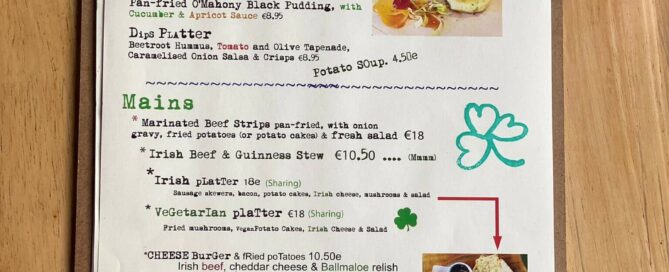 Pan-fried O'Mahony Black Pudding, with
Cucumber & Apricot Sauce €8.95
Dips PLAtter
Beetroot Hummus, Tomato and Olive Tapenade,
Caramelised Onion Salsa & Crisps €8.95
Potato SOup. 4.50e
Mains
* Marinated Beef Strips pan-fried, with onion
gravy, fried potatoes (or potato cakes) & fresh salad €18
* Irish Beef & Guinness Stew €10.50 .... (Mmmm)
* Irish pLatTer 18e (Sharing)
Sausage skewers, bacon, potato cakes, Irish cheese, mushrooms & salad
* VeGetarIan plaTter €18 (Sharing)
Fried mushrooms, VeganPotato Cakes, Irish Cheese & Salad
*CHEESE BurGer & fRied poTatoes 10.50e
Irish beef, cheddar cheese & Ballmaloe relish